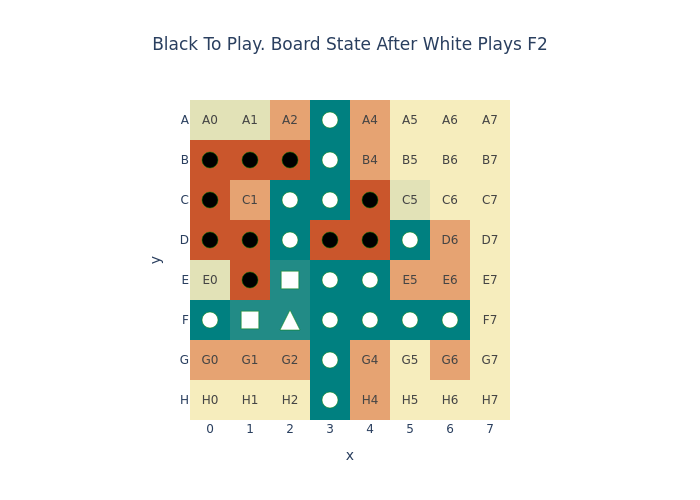 Black To Play. Board State After White Plays F2
A A0 A1 A2 A4 A5 A6 A7
B B4 B5 B6 B7
C C1 C5 C6 C7
D D6 D7
E E0 E5 E6 E7
F F7
G G0 G1 G2 G4 G5 G6 G7
H H0 H1 H2 H4 H5 H6 H7
0 1 2 3 4 5 6 7
x
y